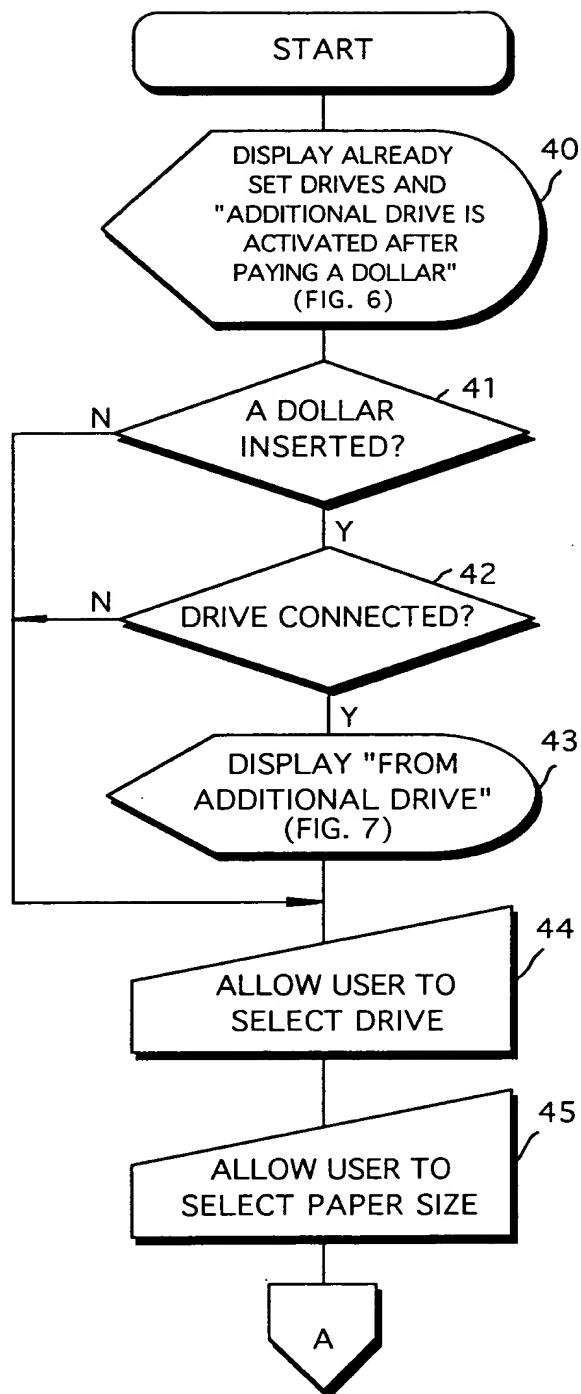 START
DISPLAY ALREADY
SET DRIVES AND
"ADDITIONAL DRIVE IS
ACTIVATED AFTER
PAYING A DOLLAR"
(FIG. 6)
40
A DOLLAR
INSERTED?
41
N
Y
DRIVE CONNECTED?
42
N
Y
DISPLAY "FROM
ADDITIONAL DRIVE"
(FIG. 7)
43
ALLOW USER TO
SELECT DRIVE
44
ALLOW USER TO
SELECT PAPER SIZE
45
A